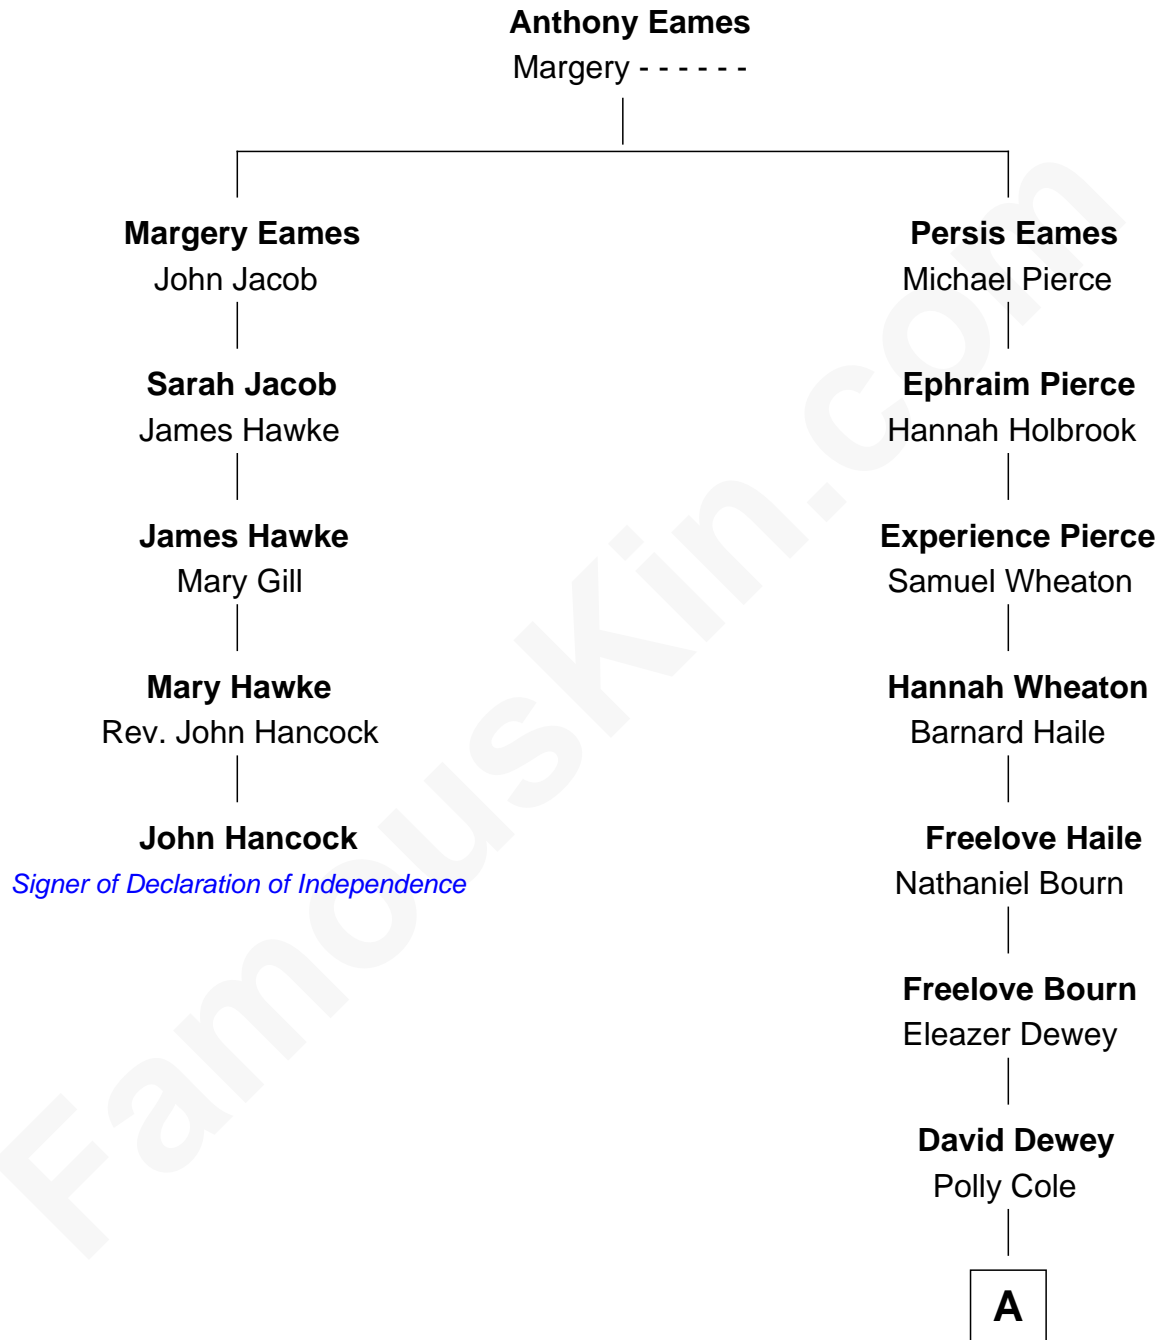 Anthony Eames
Margery - - - - - -
Margery Eames
John Jacob
Persis Eames
Michael Pierce
Sarah Jacob
James Hawke
Ephraim Pierce
Hannah Holbrook
James Hawke
Mary Gill
Experience Pierce
Samuel Wheaton
Mary Hawke
Rev. John Hancock
Hannah Wheaton
Barnard Haile
John Hancock
Signer of Declaration of Independence
Freelove Haile
Nathaniel Bourn
Freelove Bourn
Eleazer Dewey
David Dewey
Polly Cole
A
FamousKin.com